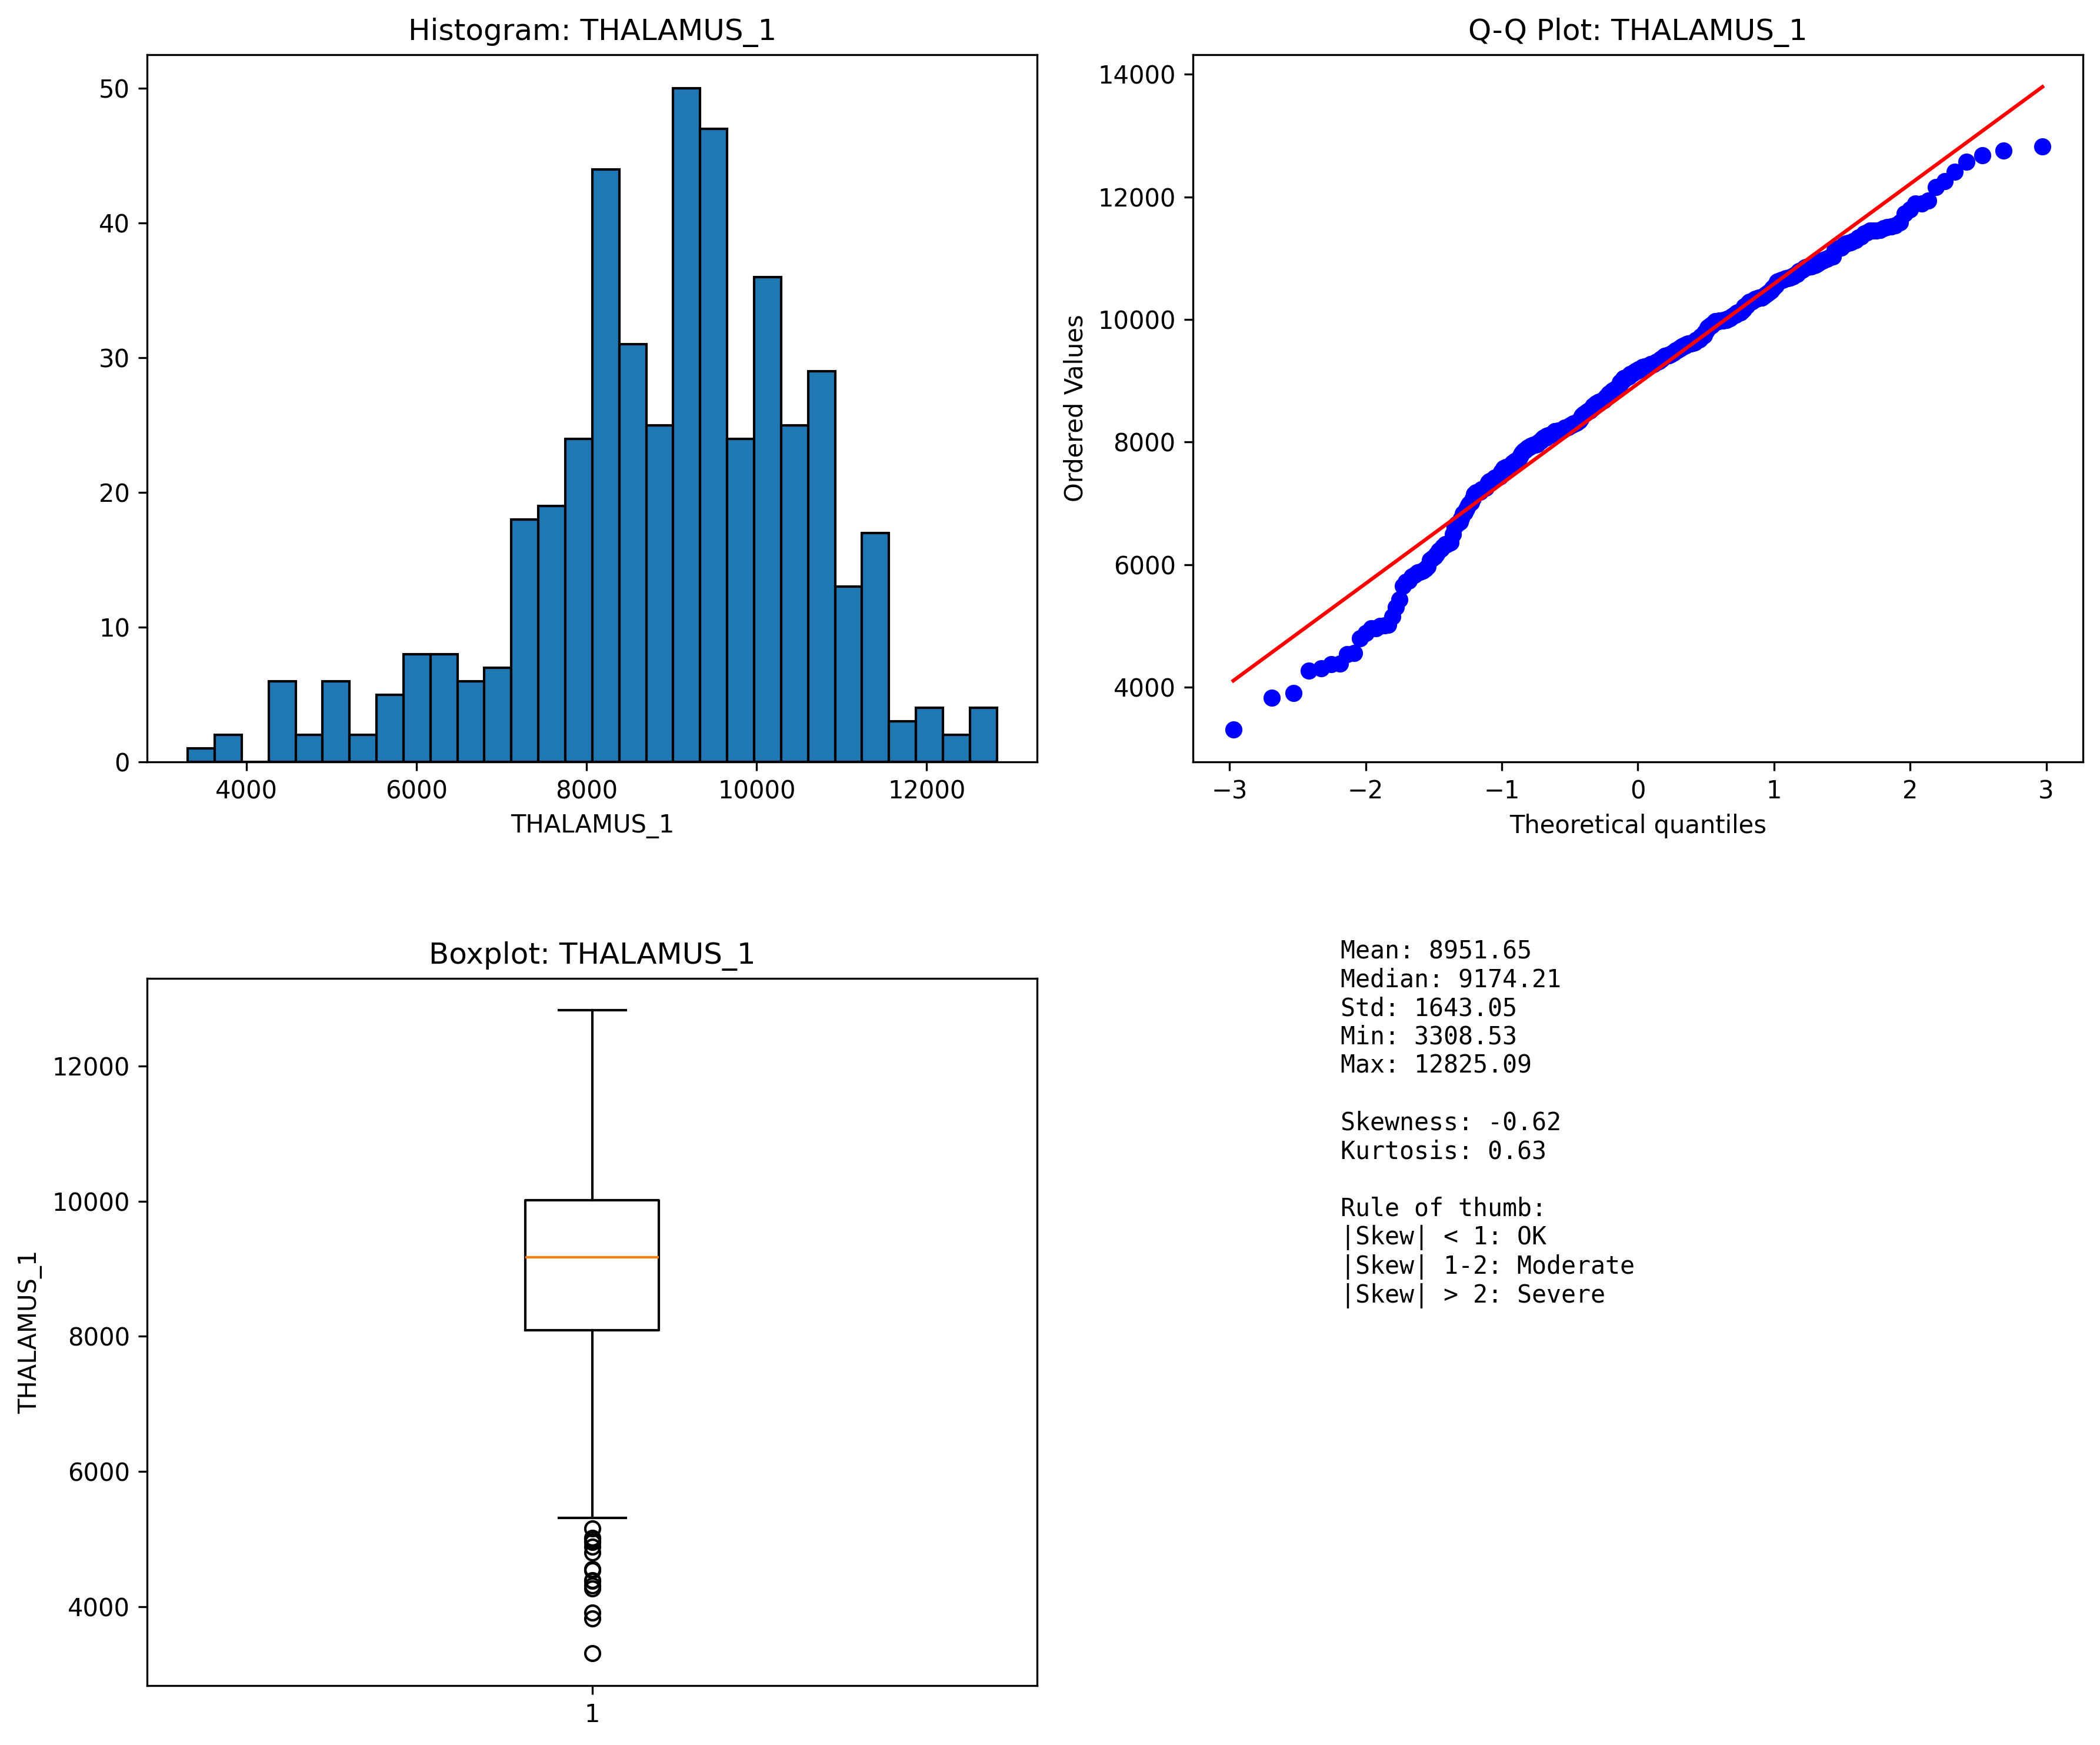 Histogram: THALAMUS_1
50
40
30
20
10
0
4000 6000 8000 10000 12000
THALAMUS_1
Q-Q Plot: THALAMUS_1
14000
12000
10000
8000
6000
4000
Ordered Values
−3 −2 −1 0 1 2 3
Theoretical quantiles
Boxplot: THALAMUS_1
12000
10000
8000
6000
4000
THALAMUS_1
1
Mean: 8951.65
Median: 9174.21
Std: 1643.05
Min: 3308.53
Max: 12825.09
Skewness: -0.62
Kurtosis: 0.63
Rule of thumb:
|Skew| < 1: OK
|Skew| 1-2: Moderate
|Skew| > 2: Severe